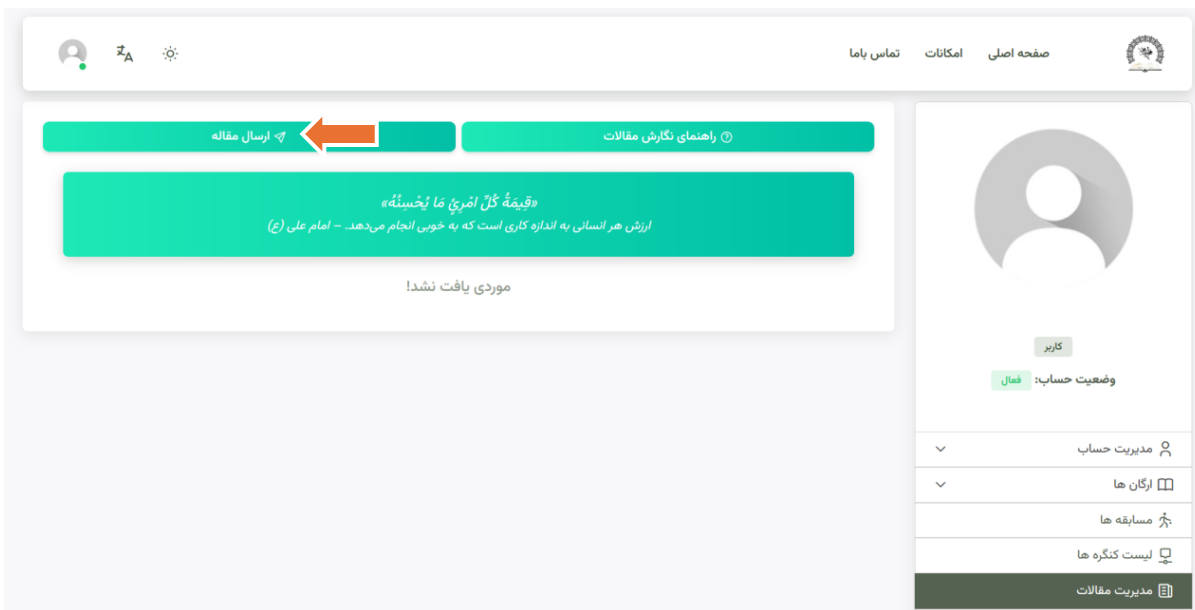 صفحه اصلی امکانات تماس باما
راهنمای نگارش مقالات
ارسال مقاله
«قِیمَةُ کُلِّ امْرِئٍ مَا یُحْسِنُهُ»
ارزش هر انسانی به اندازه کاری است که به خوبی انجام می‌دهد. – امام علی (ع)
موردی یافت نشد!
کاربر
وضعیت حساب: فعال
مدیریت حساب
ارگان ها
مسابقه ها
لیست کنگره ها
مدیریت مقالات